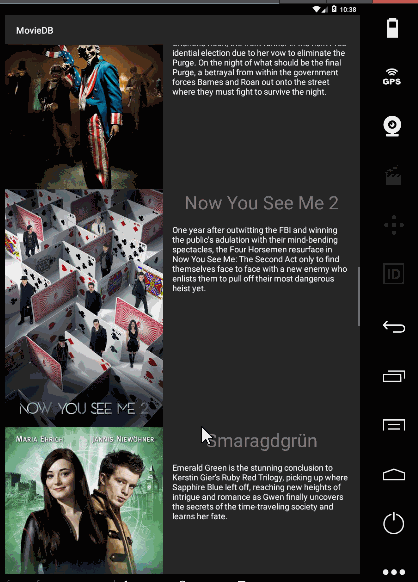 10:38
MovieDB
GPS
idential election due to her vow to eliminate the
Purge. On the night of what should be the final
Purge, a betrayal from within the government
forces Barnes and Roan out onto the street
where they must fight to survive the night.
Now You See Me 2
One year after outwitting the FBI and winning
the public's adulation with their mind-bending
spectacles, the Four Horsemen resurface in
Now You See Me: The Second Act only to find
themselves face to face with a new enemy who
enlists them to pull off their most dangerous
heist yet.
ID
NOW YOU SEE ME 2
Smaragdgrün
MARIA EHRICH JANNIS NIEWÖHNER
Emerald Green is the stunning conclusion to
Kerstin Gier's Ruby Red Trilogy, picking up where
Sapphire Blue left off, reaching new heights of
intrigue and romance as Gwen finally uncovers
the secrets of the time-traveling society and
learns her fate.